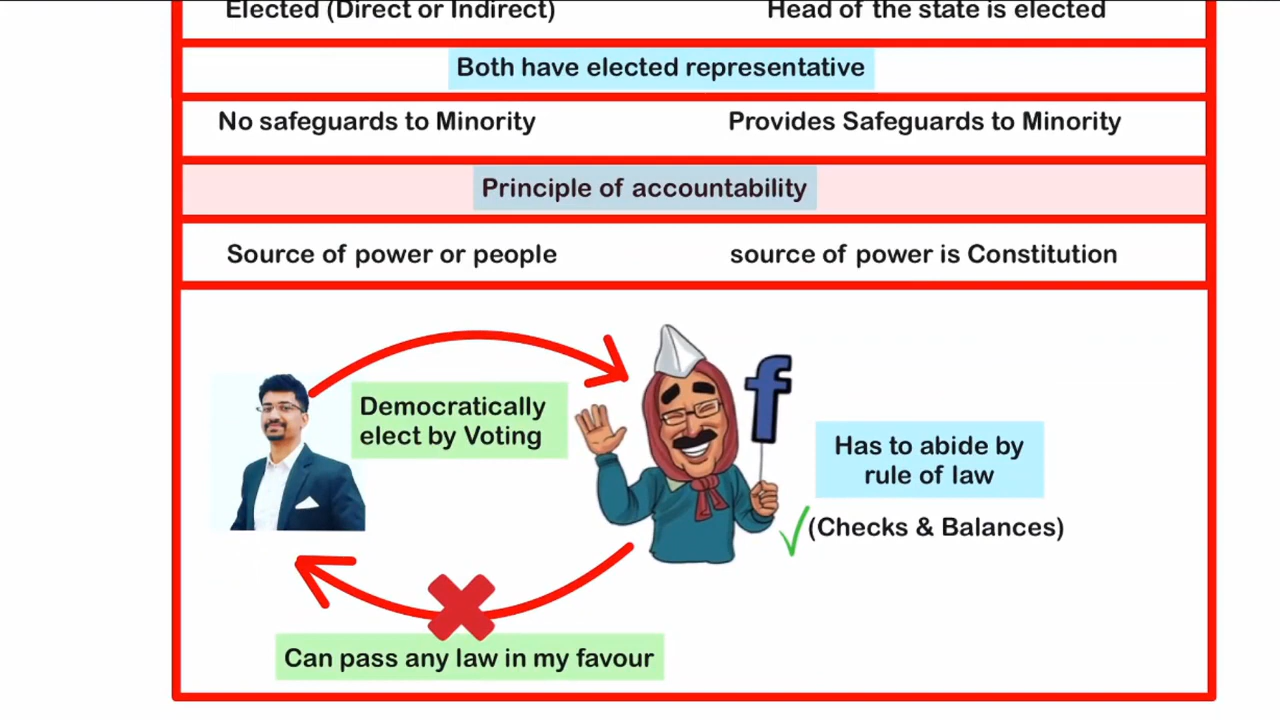 Elected (Direct or Indirect)
Head of the state is elected
Both have elected representative
No safeguards to Minority
Provides Safeguards to Minority
Principle of accountability
Source of power or people
source of power is Constitution
Democratically
elect by Voting
f
Has to abide by
rule of law
(Checks & Balances)
Can pass any law in my favour